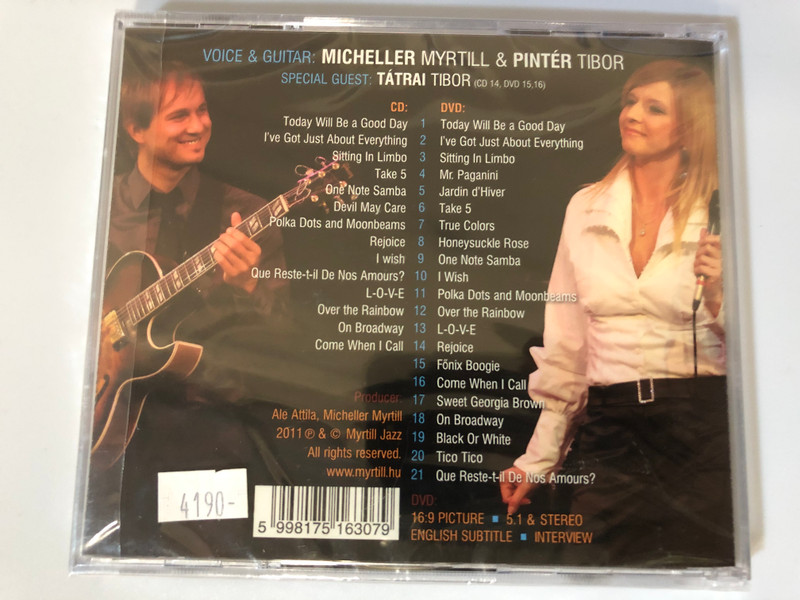 VOICE & GUITAR: MICHELLER MYRTILL & PINTÉR TIBOR
SPECIAL GUEST: TÁTRAI TIBOR (CD 14, DVD 15.16)
CD: DVD:
Today Will Be a Good Day 1 Today Will Be a Good Day
I've Got Just About Everything 2 I've Got Just About Everything
Sitting In Limbo 3 Sitting In Limbo
Take 5 4 Mr. Paganini
One Note Samba 5 Jardin d'Hiver
Devil May Care 6 Take 5
Polka Dots and Moonbeams 7 True Colors
Rejoice 8 Honeysuckle Rose
I wish 9 One Note Samba
Que Reste-t-il De Nos Amours? 10 I Wish
L-O-V-E 11 Polka Dots and Moonbeams
Over the Rainbow 12 Over the Rainbow
On Broadway 13 L-O-V-E
Come When I Call 14 Rejoice
15 Főnix Boogie
16 Come When I Call
17 Sweet Georgia Brown
18 On Broadway
19 Black Or White
20 Tico Tico
21 Que Reste-t-il De Nos Amours?
Producer:
Ale Attila, Micheller Myrtill
2011 ℗ & © Myrtill Jazz
All rights reserved.
www.myrtill.hu
DVD:
16:9 PICTURE ▪ 5.1 & STEREO
ENGLISH SUBTITLE ▪ INTERVIEW
4190-
5 998175 163079